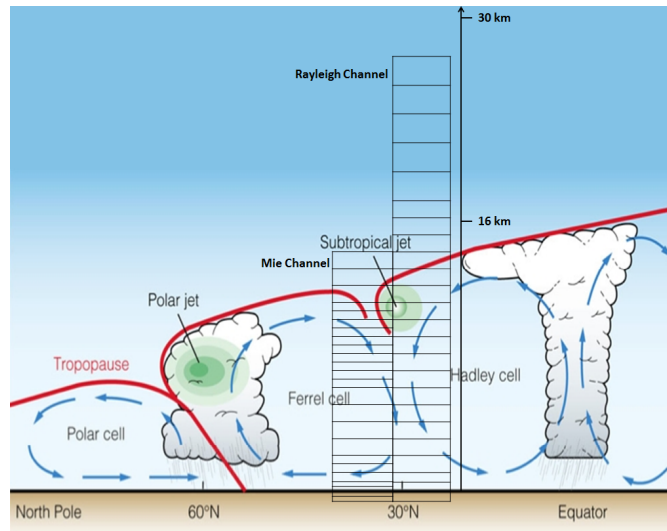 30 km
Rayleigh Channel
16 km
Subtropical jet
Mie Channel
Polar jet
Tropopause
Ferrel cell
Hadley cell
Polar cell
North Pole
60°N
30°N
Equator